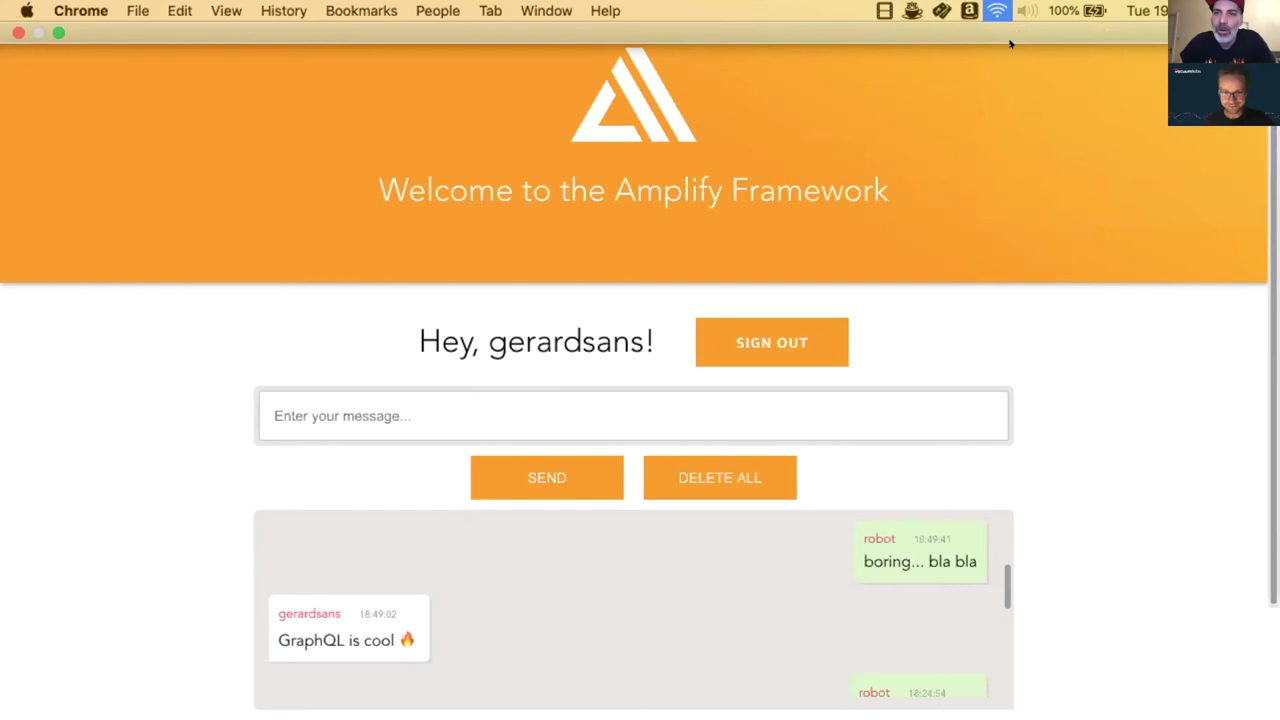 Chrome File Edit View History Bookmarks People Tab Window Help 100% Tue 19
Vacuumlabs
Welcome to the Amplify Framework
Hey, gerardsans!
SIGN OUT
Enter your message...
SEND
DELETE ALL
robot 18:49:41
boring... bla bla
gerardsans 18:49:02
GraphQL is cool 🔥
robot 18:24:54